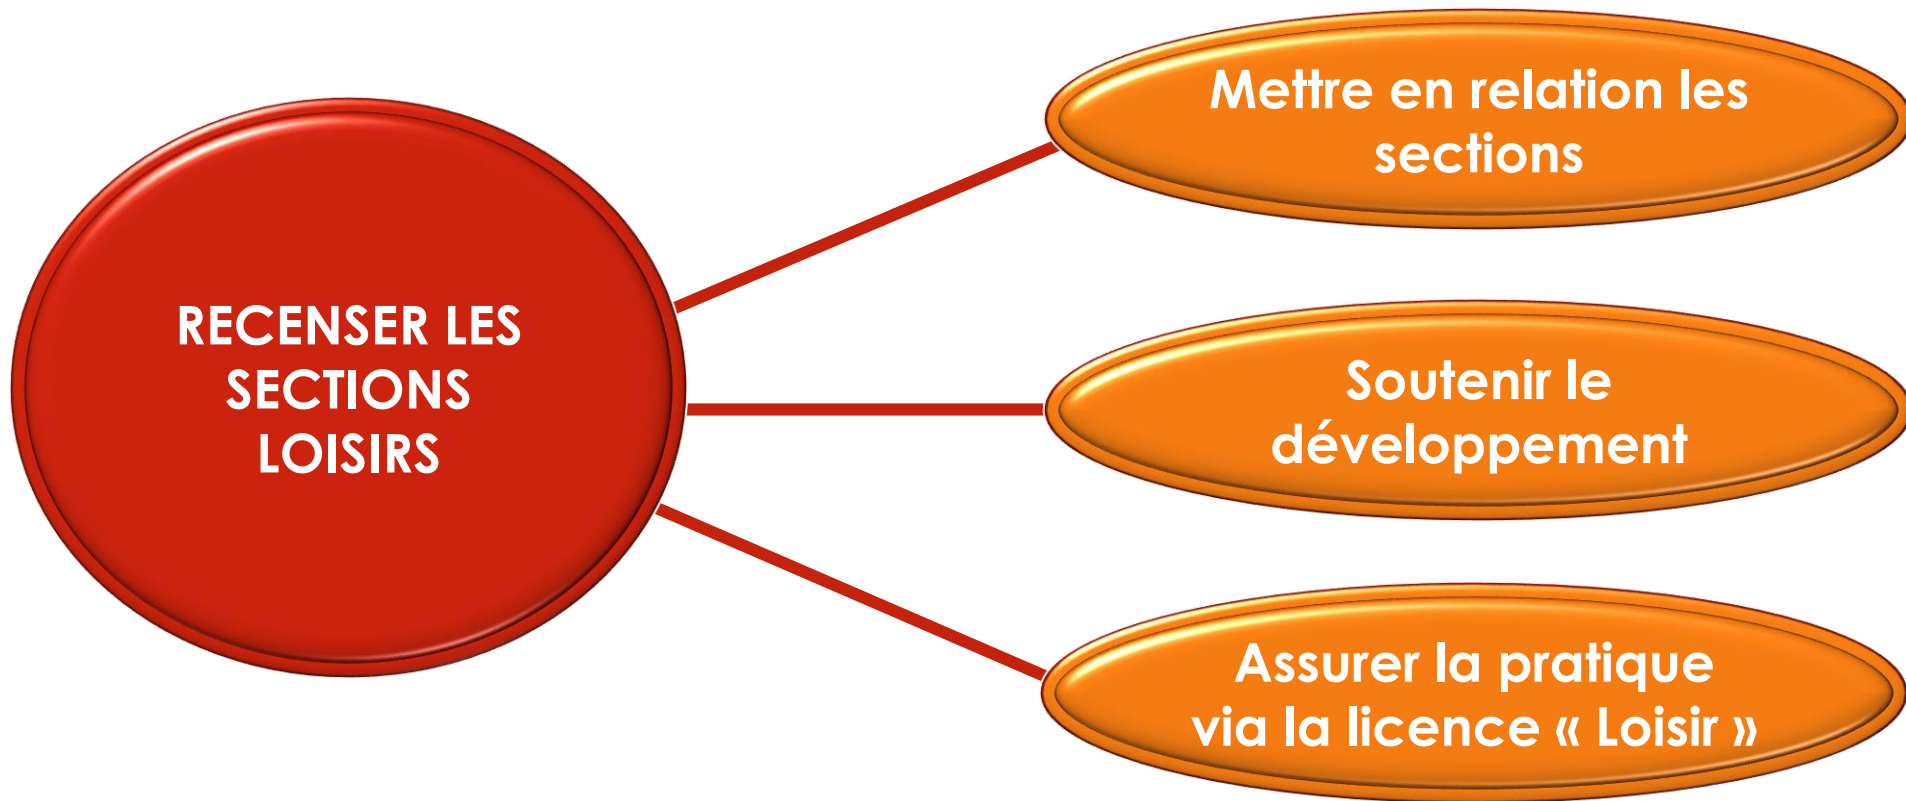 RECENSER LES
SECTIONS
LOISIRS
Mettre en relation les
sections
Soutenir le
développement
Assurer la pratique
via la licence « Loisir »